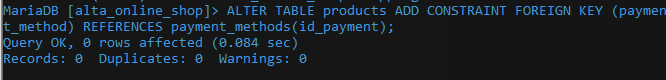 MariaDB [alta_online_shop]> ALTER TABLE products ADD CONSTRAINT FOREIGN KEY (paymen
t_method) REFERENCES payment_methods(id_payment);
Query OK, 0 rows affected (0.084 sec)
Records: 0  Duplicates: 0  Warnings: 0